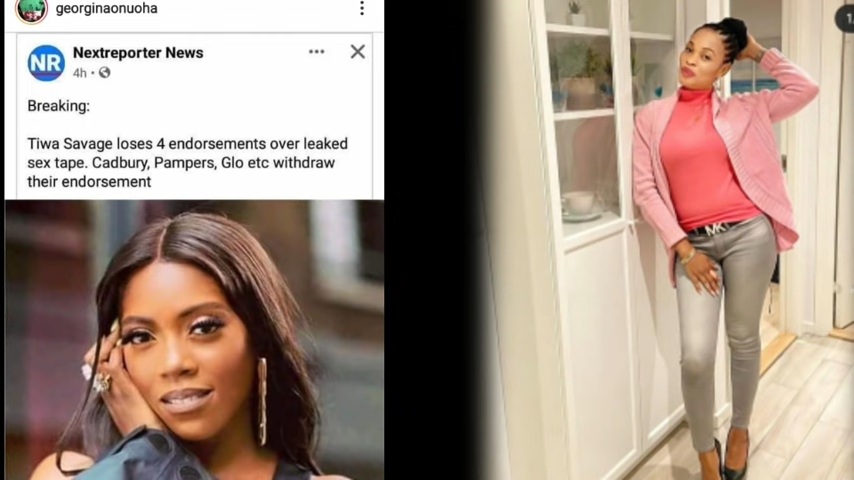 georginaonuoha
NR
Nextreporter News
4h
Breaking:
Tiwa Savage loses 4 endorsements over leaked
sex tape. Cadbury, Pampers, Glo etc withdraw
their endorsement
MK